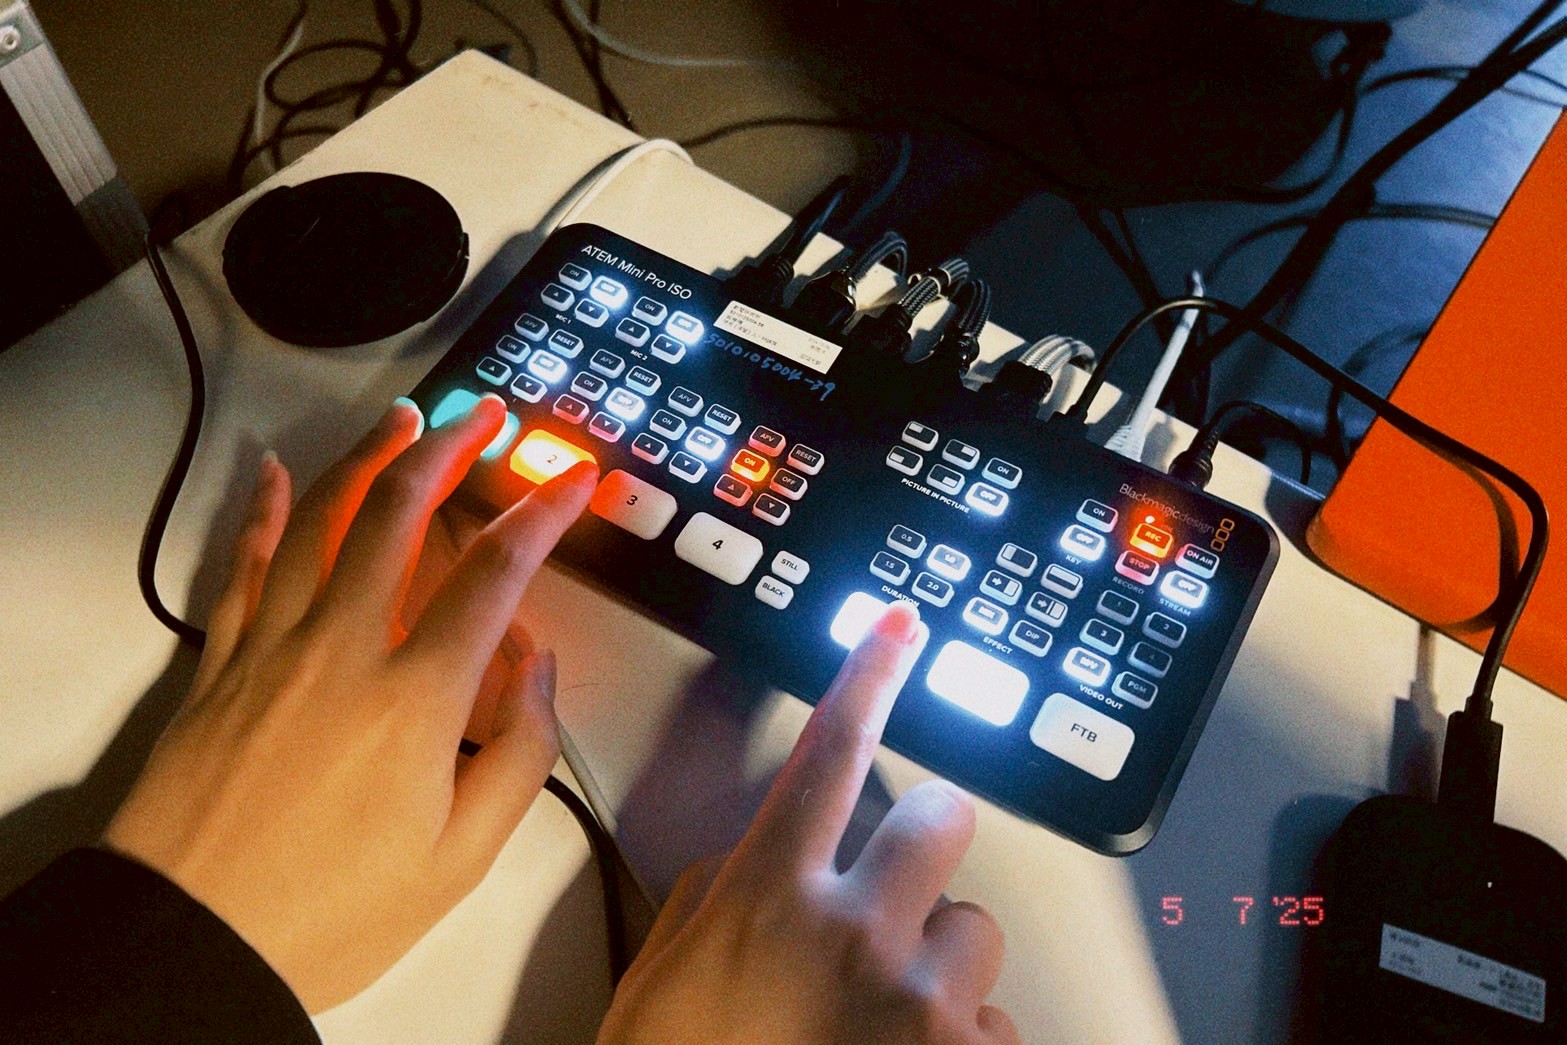 ATEM Mini Pro ISO
ON
ON
MIC 1
MIC 2
AFV
RESET
ON
AFV
RESET
ON
AFV
RESET
ON
OFF
AFV
RESET
ON
OFF
2
3
4
STILL
BLACK
5010105004-29
PICTURE IN PICTURE
ON
OFF
0.5
1.0
1.5
2.0
DURATION
EFFECT
DIP
ON
OFF
KEY
Blackmagicdesign
REC
STOP
RECORD
ON AIR
OFF
STREAM
1
2
3
4
M/V
PGM
VIDEO OUT
FTB
5 7 '25